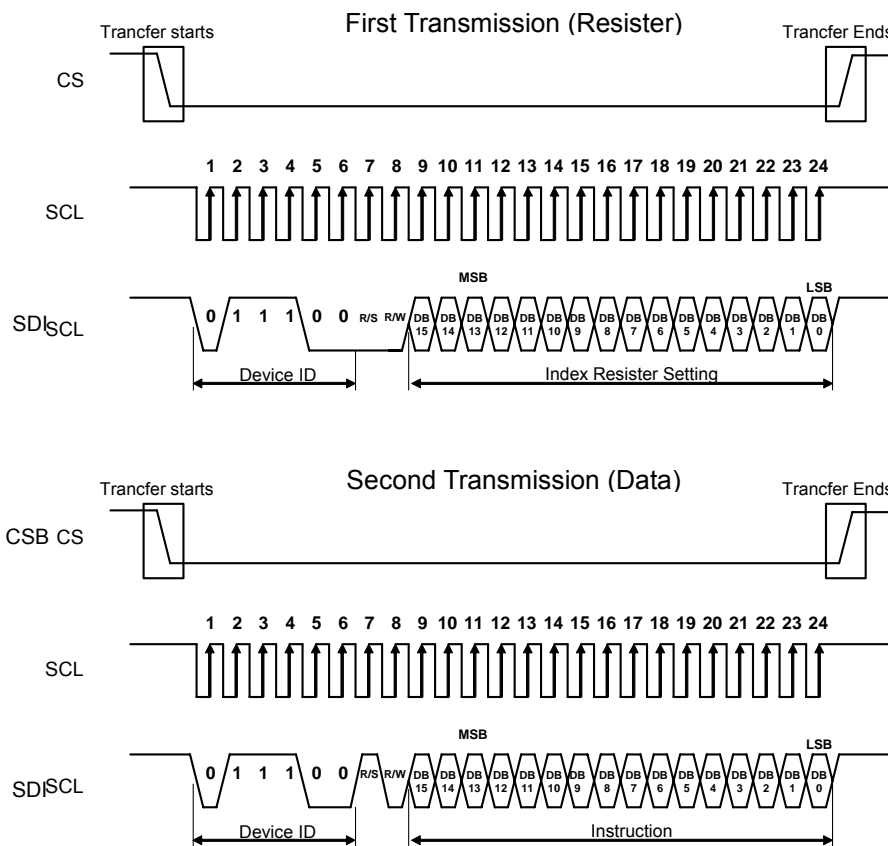 First Transmission (Resister)
Trancfer starts
Trancfer Ends
CS
1 2 3 4 5 6 7 8 9 10 11 12 13 14 15 16 17 18 19 20 21 22 23 24
SCL
MSB
LSB
SDI SCL
0 1 1 1 0 0 R/S R/W DB 15 DB 14 DB 13 DB 12 DB 11 DB 10 DB 9 DB 8 DB 7 DB 6 DB 5 DB 4 DB 3 DB 2 DB 1 DB 0
Device ID
Index Resister Setting
Second Transmission (Data)
Trancfer starts
Trancfer Ends
CSB CS
1 2 3 4 5 6 7 8 9 10 11 12 13 14 15 16 17 18 19 20 21 22 23 24
SCL
MSB
LSB
SDI SCL
0 1 1 1 0 0 R/S R/W DB 15 DB 14 DB 13 DB 12 DB 11 DB 10 DB 9 DB 8 DB 7 DB 6 DB 5 DB 4 DB 3 DB 2 DB 1 DB 0
Device ID
Instruction